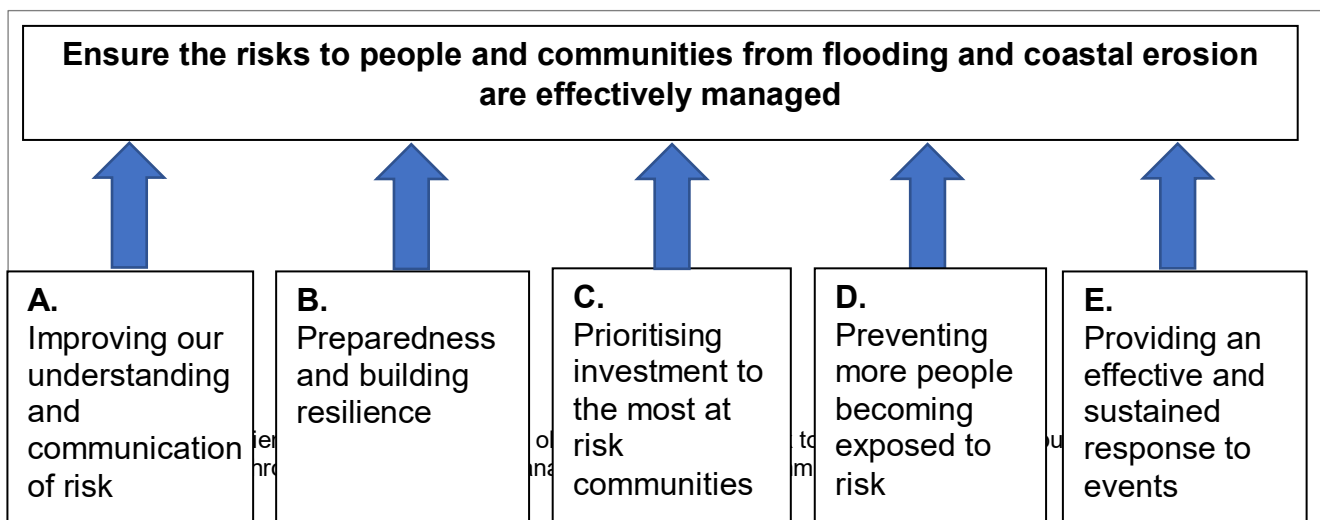 Ensure the risks to people and communities from flooding and coastal erosion
are effectively managed
A.
Improving our
understanding
and
communication
of risk
B.
Preparedness
and building
resilience
C.
Prioritising
investment to
the most at
risk
communities
D.
Preventing
more people
becoming
exposed to
risk
E.
Providing an
effective and
sustained
response to
events